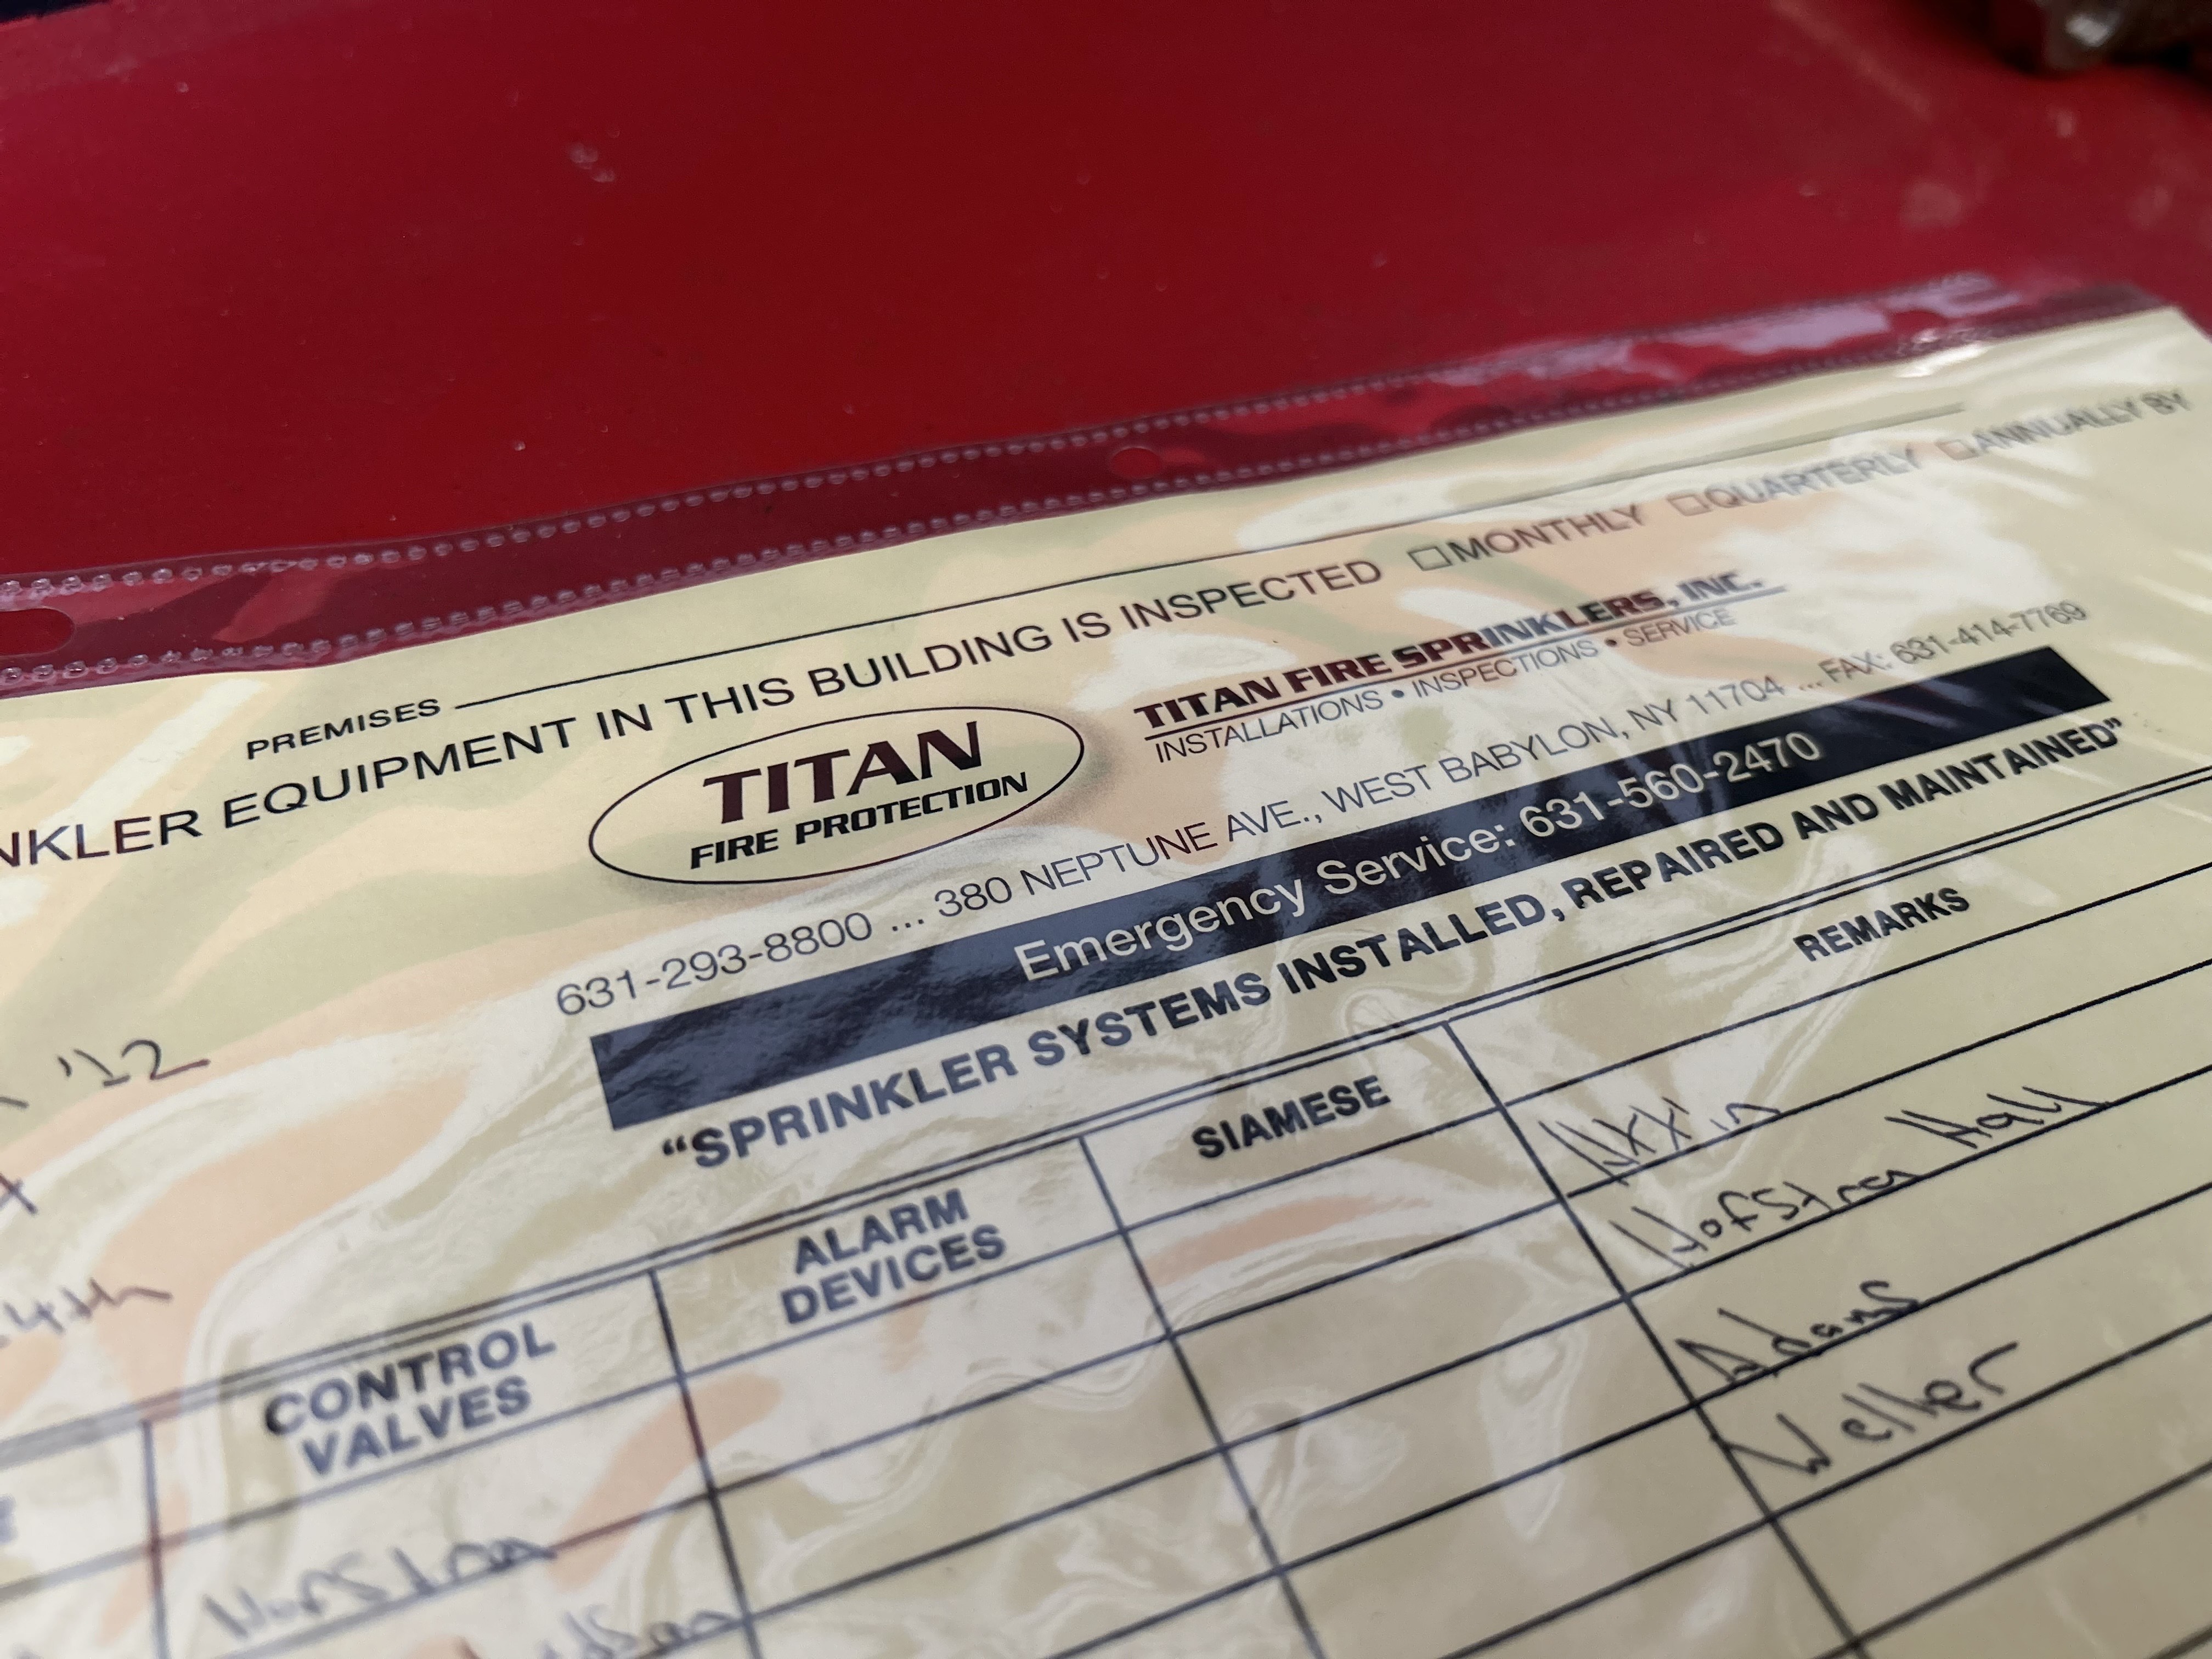 PREMISES
NKLER EQUIPMENT IN THIS BUILDING IS INSPECTED □ MONTHLY □ QUARTERLY □ ANNUALLY BY
TITAN
FIRE PROTECTION
TITAN FIRE SPRINKLERS, INC.
INSTALLATIONS • INSPECTIONS • SERVICE
631-293-8800 ... 380 NEPTUNE AVE., WEST BABYLON, NY 11704 ... FAX: 631-414-7769
Emergency Service: 631-560-2470
"SPRINKLER SYSTEMS INSTALLED, REPAIRED AND MAINTAINED"
'12
CONTROL
VALVES
ALARM
DEVICES
SIAMESE
REMARKS
Hofstra Hall
Adams
Weller
Hofstra